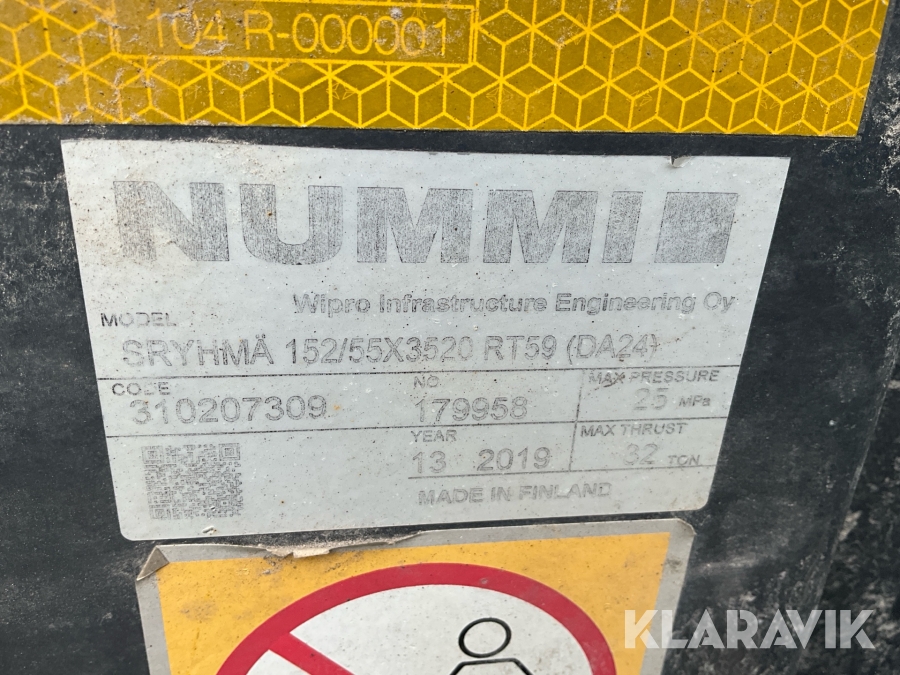 104 R-000001
NUMMI
Wipro Infrastructure Engineering Oy
MODEL
SRYHMÄ 152/55X3520 RT59 (DA24)
CODE
310207309
NO.
179958
MAX PRESSURE
25 MPa
YEAR
13 2019
MAX THRUST
32 TON
MADE IN FINLAND
KLARAVIK